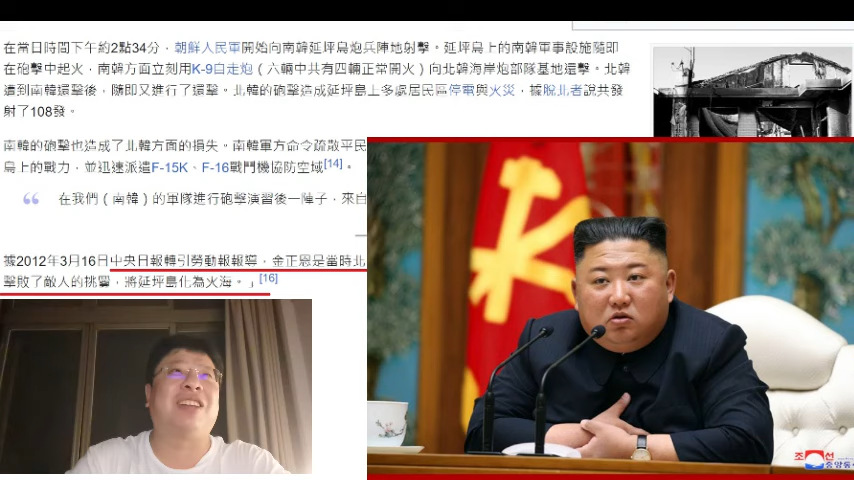 在當日時間下午約2點34分，朝鮮人民軍開始向南韓延坪島炮兵陣地射擊。延坪島上的南韓軍事設施隨即
在砲擊中起火，南韓方面立刻用K-9自走炮（六輛中共有四輛正常開火）向北韓海岸炮部隊基地還擊。北韓
遭到南韓還擊後，隨即又進行了還擊。北韓的砲擊造成延坪島上多處居民區停電與火災，據脫北者說共發
射了108發。
南韓的砲擊也造成了北韓方面的損失。南韓軍方命令疏散平民
島上的戰力，並迅速派遣F-15K、F-16戰鬥機協防空域[14]。
在我們（南韓）的軍隊進行砲擊演習後一陣子，來自
據2012年3月16日中央日報轉引勞動報報導，金正恩是當時北
擊敗了敵人的挑釁，將延坪島化為火海。」[16]
조선
중앙통